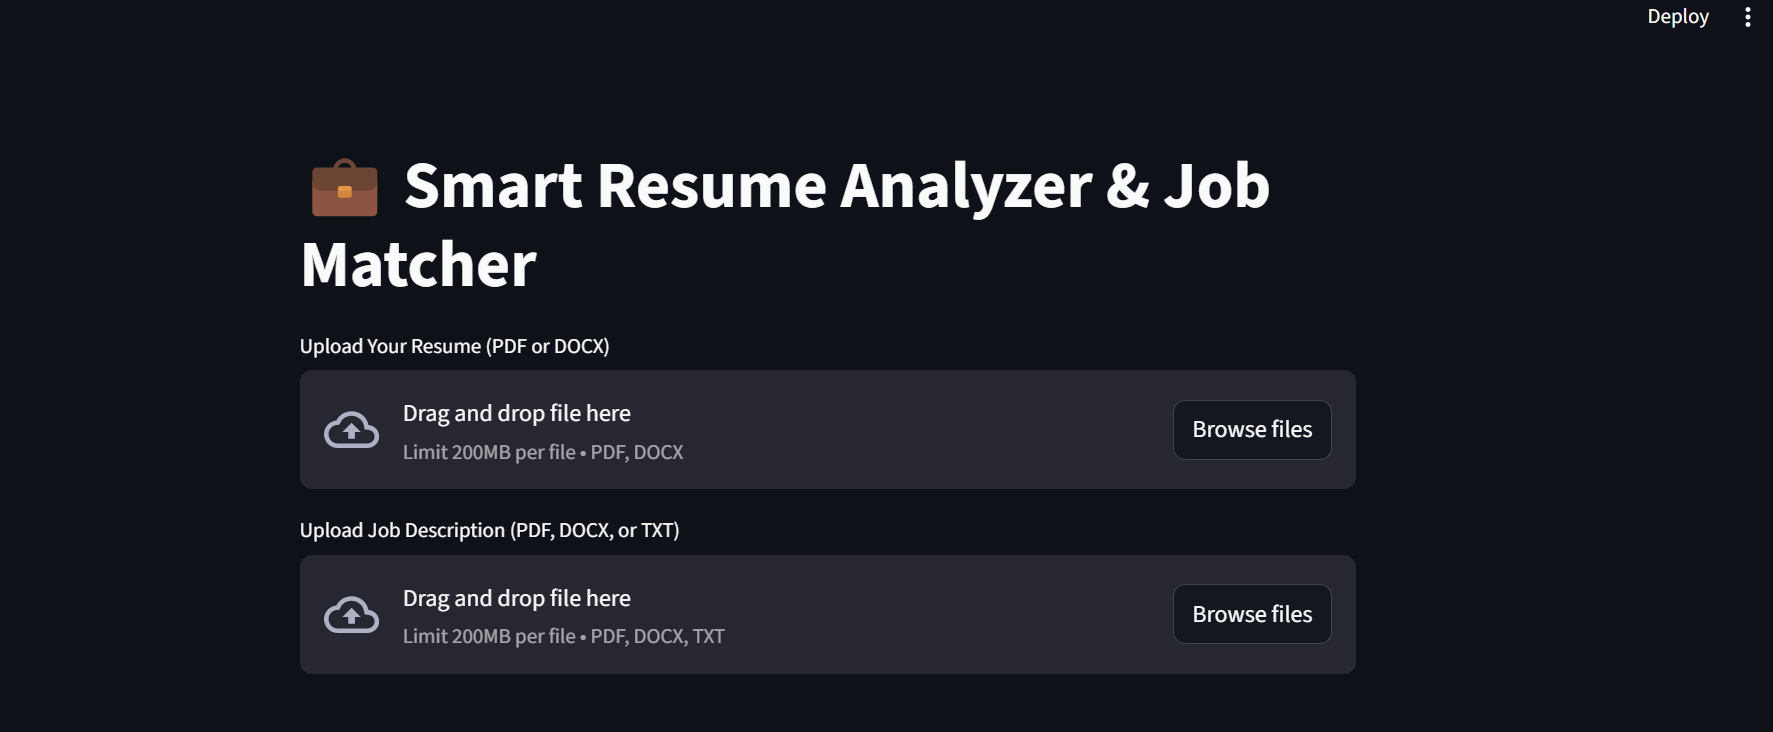 Deploy
Smart Resume Analyzer & Job
Matcher
Upload Your Resume (PDF or DOCX)
Drag and drop file here
Limit 200MB per file • PDF, DOCX
Browse files
Upload Job Description (PDF, DOCX, or TXT)
Drag and drop file here
Limit 200MB per file • PDF, DOCX, TXT
Browse files